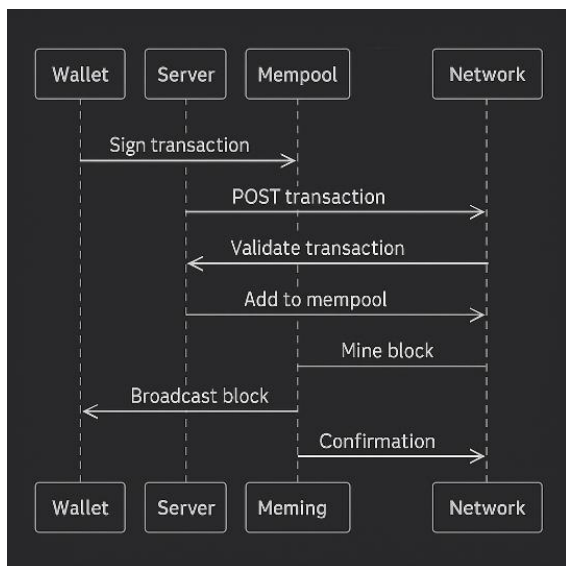 Wallet
Server
Mempool
Network
Sign transaction
POST transaction
Validate transaction
Add to mempool
Mine block
Broadcast block
Confirmation
Wallet
Server
Meming
Network